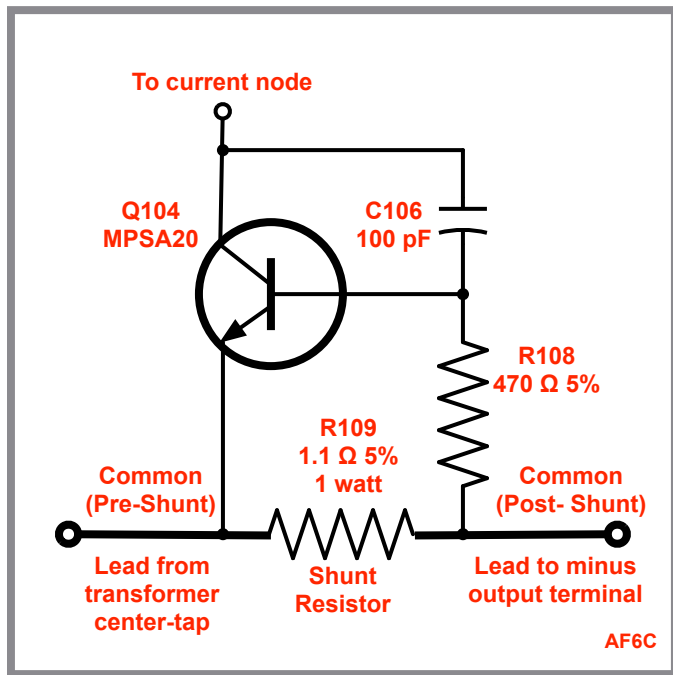 To current node
Q104
MPSA20
C106
100 pF
R108
470 Ω 5%
R109
1.1 Ω 5%
1 watt
Common
(Pre-Shunt)
Common
(Post- Shunt)
Lead from
transformer
center-tap
Shunt
Resistor
Lead to minus
output terminal
AF6C